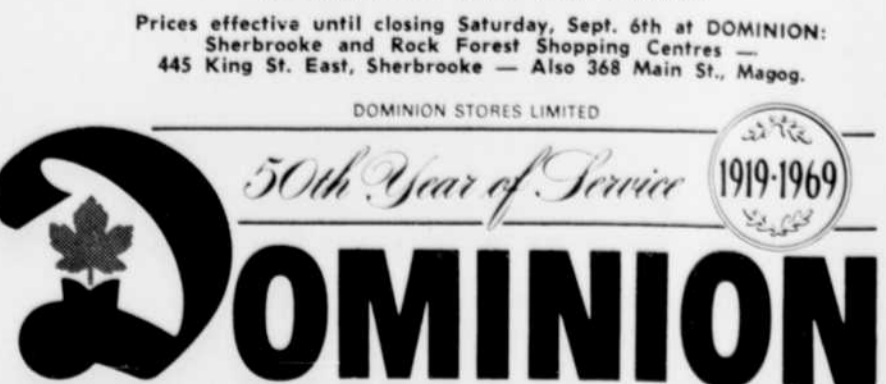 Prices effective until closing Saturday, Sept. 6th at DOMINION:
Sherbrooke and Rock Forest Shopping Centres —
445 King St. East, Sherbrooke — Also 368 Main St., Magog.
DOMINION STORES LIMITED
50th Year of Service
1919·1969
DOMINION